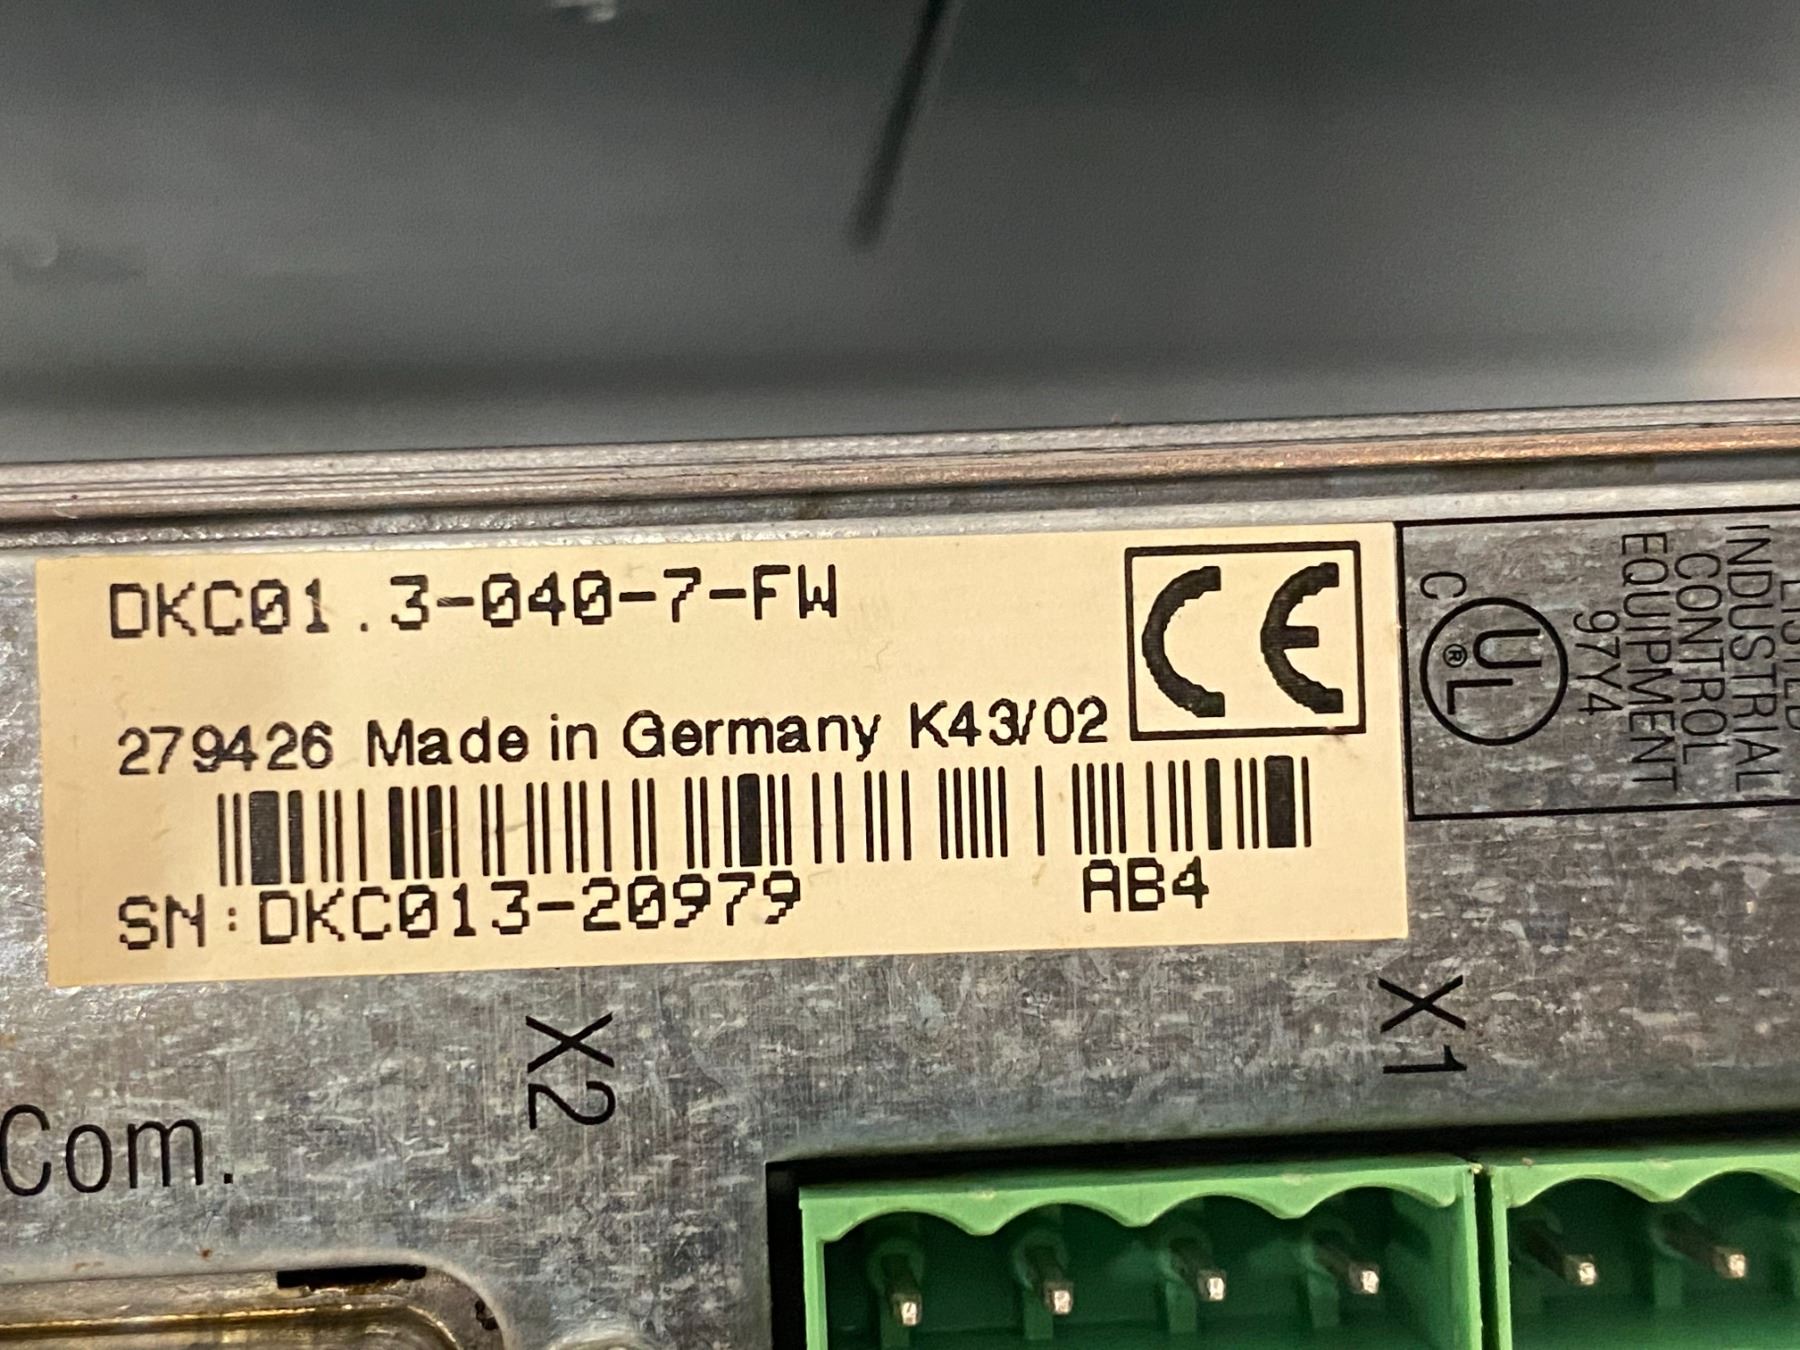 DKC01.3-040-7-FW
CE
279426 Made in Germany K43/02
SN:DKC013-20979 AB4
C UL ®
LISTED
INDUSTRIAL
CONTROL
EQUIPMENT
97Y4
X2
X1
Com.